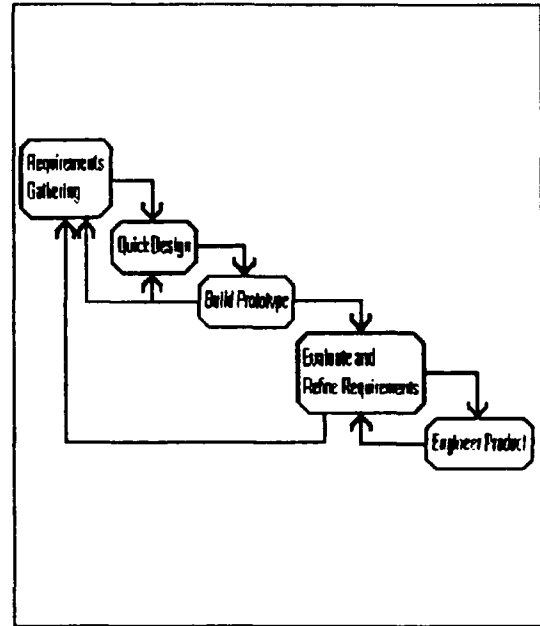 Requirements
Gathering
Quick Design
Build Prototype
Evaluate and
Refine Requirements
Engineer Product